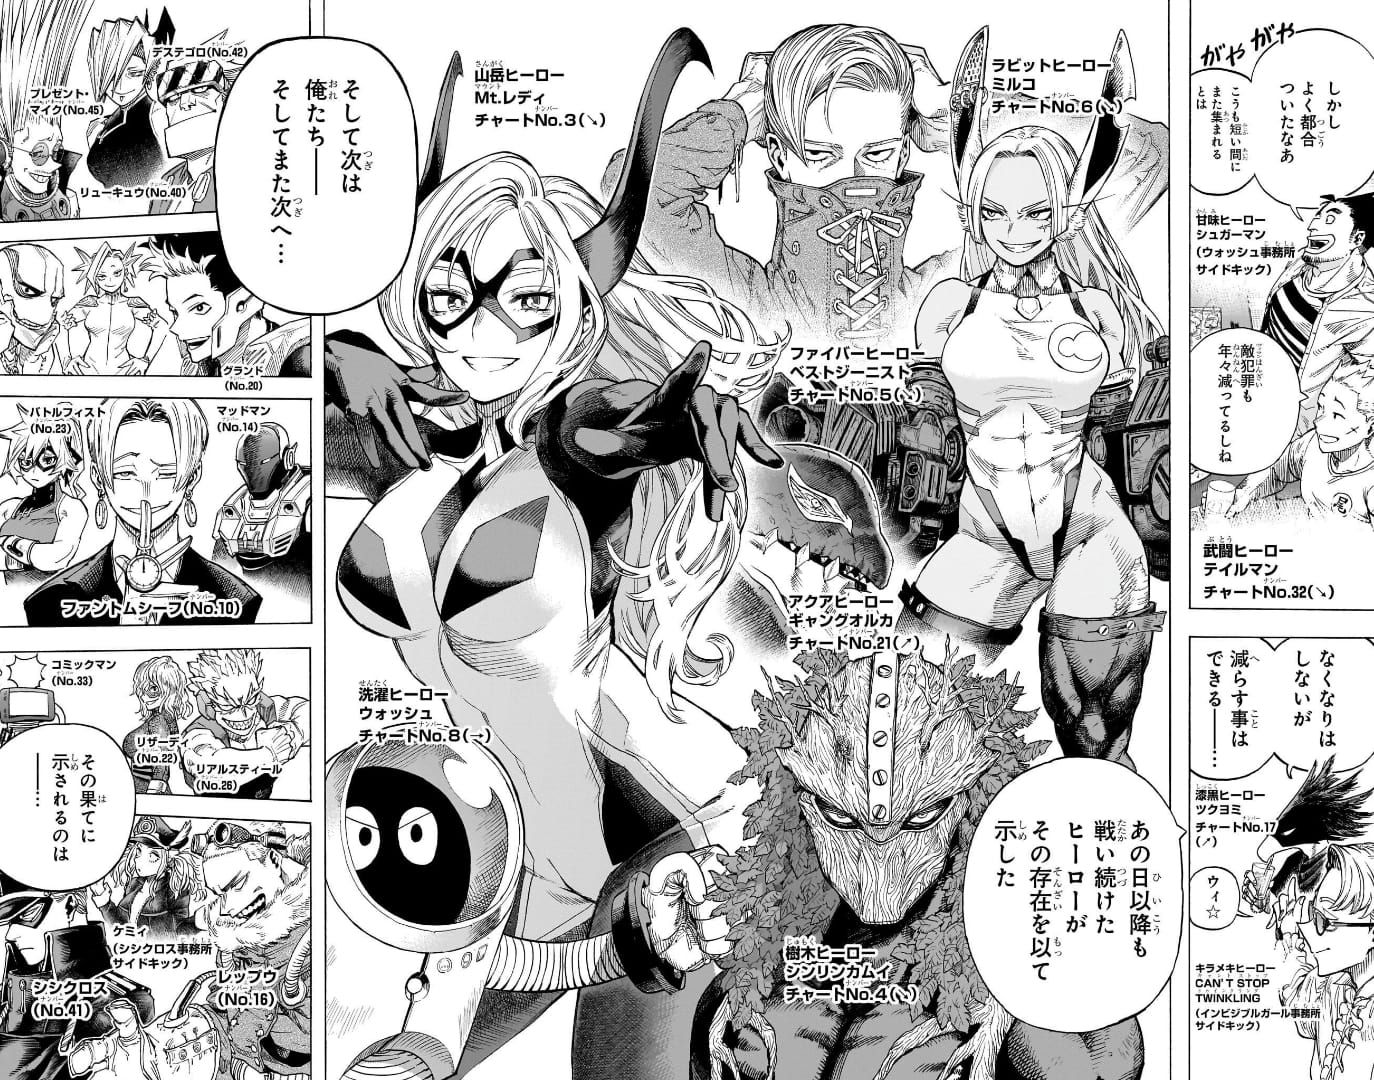 がや がや
しかし
よく都合
ついたなあ
こうも短い間に
また集まれる
とは
甘味ヒーロー
シュガーマン
(ウォッシュ事務所
サイドキック)
敵犯罪も
年々減ってるしね
武闘ヒーロー
テイルマン
チャートNo.32(↘)
なくなりは
しないが
減らす事は
できる――…
漆黒ヒーロー
ツクヨミ
チャートNo.17
(↗)
ウィ
☆
キラメキヒーロー
CAN'T STOP
TWINKLING
(インビジブルガール事務所
サイドキック)
ラビットヒーロー
ミルコ
チャートNo.6(↘)
ファイバーヒーロー
ベストジーニスト
チャートNo.5(↘)
山岳ヒーロー
Mt.レディ
チャートNo.3(↘)
アクアヒーロー
ギャングオルカ
チャートNo.21(↗)
洗濯ヒーロー
ウォッシュ
チャートNo.8(→)
樹木ヒーロー
シンリンカムイ
チャートNo.4(↘)
あの日以降も
戦い続けた
ヒーローが
その存在を以て
示した
そして次は
俺たち――
そしてまた次へ…
デステゴロ(No.42)
プレゼント・
マイク(No.45)
リューキュウ(No.40)
グランド
(No.20)
バトルフィスト
(No.23)
マッドマン
(No.14)
ファントムシーフ(No.10)
コミックマン
(No.33)
リザーディ
(No.22)
リアルスティール
(No.26)
その果てに
示されるのは
――…
ケミィ
(シシクロス事務所
サイドキック)
シシクロス
(No.41)
レップウ
(No.16)